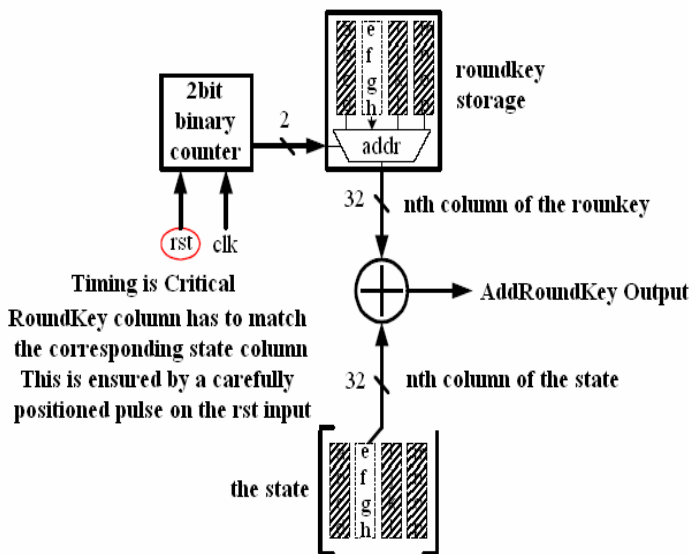 e
f
g
h
roundkey
storage
2bit
binary
counter
2
addr
32
nth column of the rounkey
rst
clk
Timing is Critical
AddRoundKey Output
RoundKey column has to match
the corresponding state column
This is ensured by a carefully
positioned pulse on the rst input
32
nth column of the state
the state
e
f
g
h